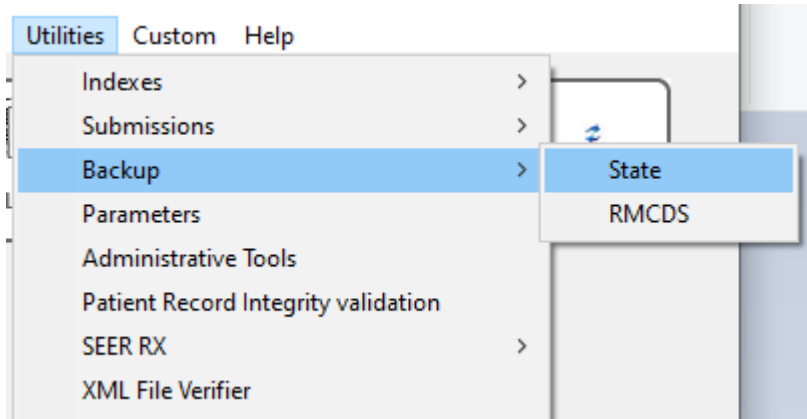 Utilities Custom Help
Indexes
Submissions
Backup
State
Parameters
RMCDS
Administrative Tools
Patient Record Integrity validation
SEER RX
XML File Verifier